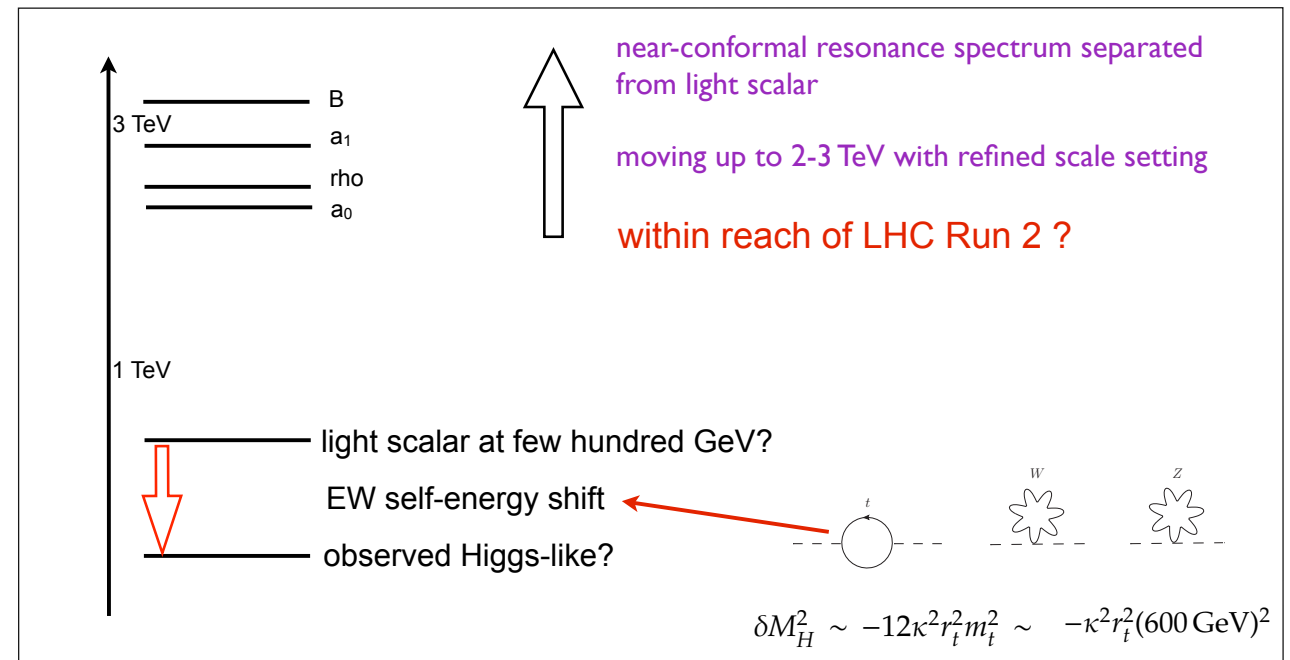 near-conformal resonance spectrum separated
from light scalar
B
3 TeV
a₁
moving up to 2-3 TeV with refined scale setting
rho
a₀
within reach of LHC Run 2 ?
1 TeV
light scalar at few hundred GeV?
EW self-energy shift
t
W
Z
observed Higgs-like?
δM²_H ~ −12κ²r²_t m²_t ~ −κ²r²_t(600 GeV)²